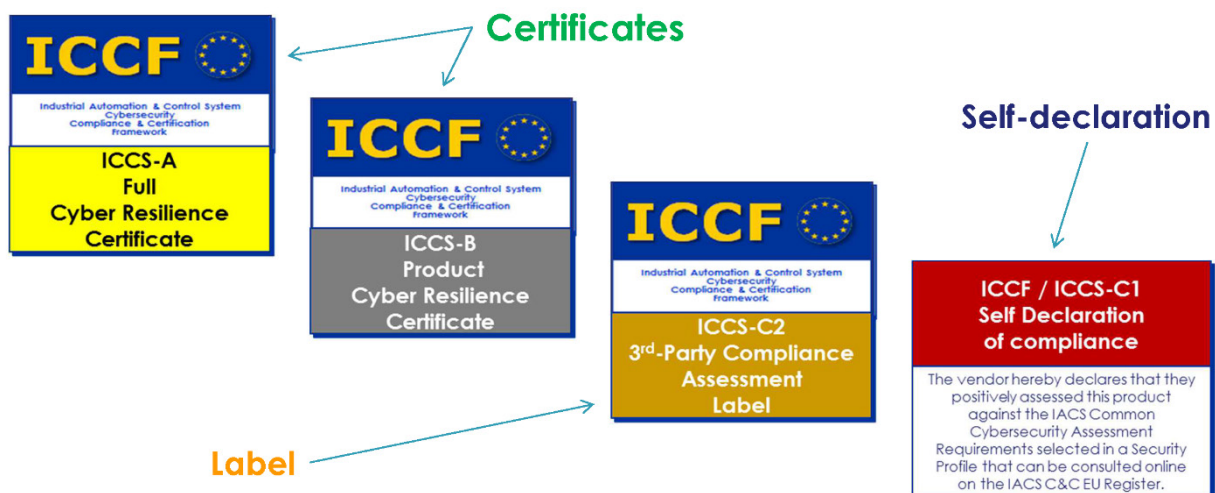 Certificates
ICCF
Industrial Automation & Control System
Cybersecurity
Compliance & Certification
Framework
ICCS-A
Full
Cyber Resilience
Certificate
ICCF
Industrial Automation & Control System
Cybersecurity
Compliance & Certification
Framework
ICCS-B
Product
Cyber Resilience
Certificate
ICCF
Industrial Automation & Control System
Cybersecurity
Compliance & Certification
Framework
ICCS-C2
3rd-Party Compliance
Assessment
Label
Label
Self-declaration
ICCF / ICCS-C1
Self Declaration
of compliance
The vendor hereby declares that they
positively assessed this product
against the IACS Common
Cybersecurity Assessment
Requirements selected in a Security
Profile that can be consulted online
on the IACS C&C EU Register.